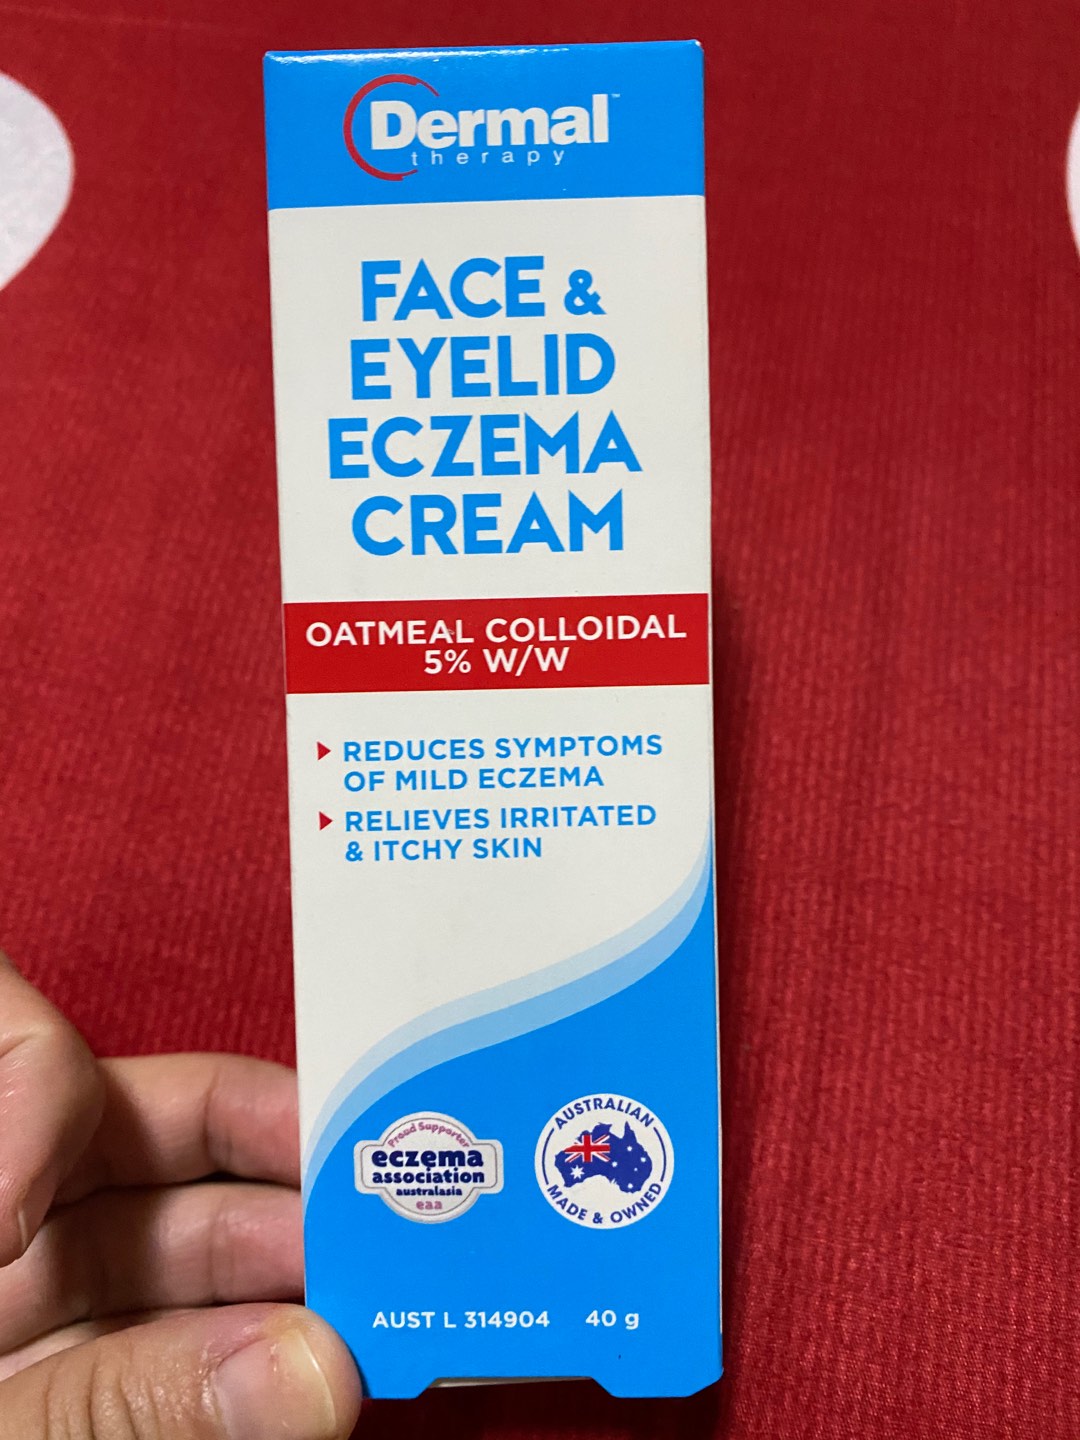 Dermal™
therapy
FACE &
EYELID
ECZEMA
CREAM
OATMEAL COLLOIDAL
5% W/W
REDUCES SYMPTOMS
OF MILD ECZEMA
RELIEVES IRRITATED
& ITCHY SKIN
Proud Supporter
eczema
association
australasia
eaa
AUSTRALIAN
MADE & OWNED
AUST L 314904 40 g